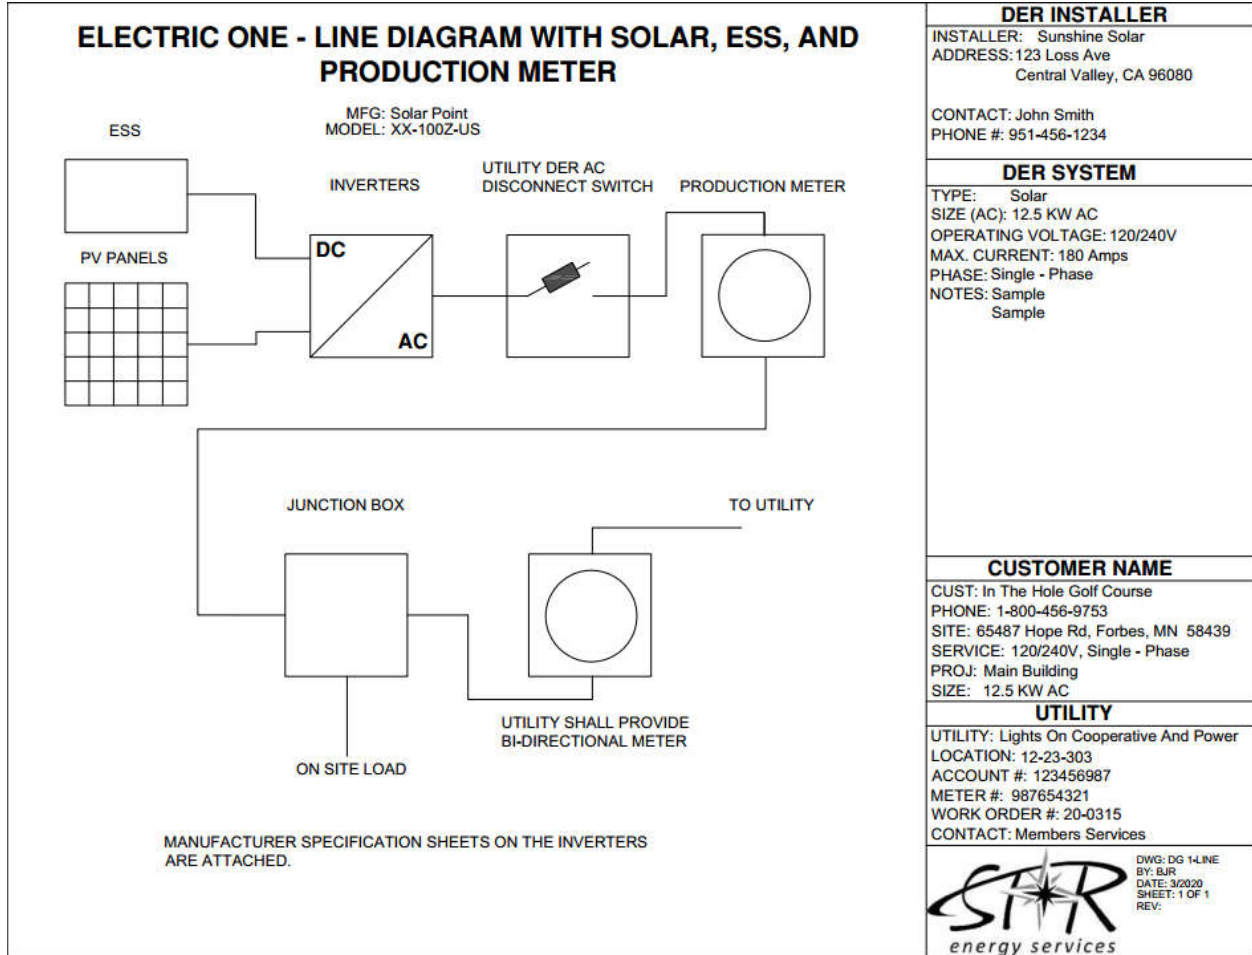 ELECTRIC ONE - LINE DIAGRAM WITH SOLAR, ESS, AND
PRODUCTION METER
MFG: Solar Point
MODEL: XX-100Z-US
ESS
INVERTERS
UTILITY DER AC
DISCONNECT SWITCH
PRODUCTION METER
PV PANELS
DC
AC
JUNCTION BOX
TO UTILITY
UTILITY SHALL PROVIDE
BI-DIRECTIONAL METER
ON SITE LOAD
MANUFACTURER SPECIFICATION SHEETS ON THE INVERTERS
ARE ATTACHED.
DER INSTALLER
INSTALLER: Sunshine Solar
ADDRESS: 123 Loss Ave
Central Valley, CA 96080
CONTACT: John Smith
PHONE #: 951-456-1234
DER SYSTEM
TYPE: Solar
SIZE (AC): 12.5 KW AC
OPERATING VOLTAGE: 120/240V
MAX. CURRENT: 180 Amps
PHASE: Single - Phase
NOTES: Sample
Sample
CUSTOMER NAME
CUST: In The Hole Golf Course
PHONE: 1-800-456-9753
SITE: 65487 Hope Rd, Forbes, MN 58439
SERVICE: 120/240V, Single - Phase
PROJ: Main Building
SIZE: 12.5 KW AC
UTILITY
UTILITY: Lights On Cooperative And Power
LOCATION: 12-23-303
ACCOUNT #: 123456987
METER #: 987654321
WORK ORDER #: 20-0315
CONTACT: Members Services
STAR
energy services
DWG: DG 1-LINE
BY: BJR
DATE: 3/2020
SHEET: 1 OF 1
REV: